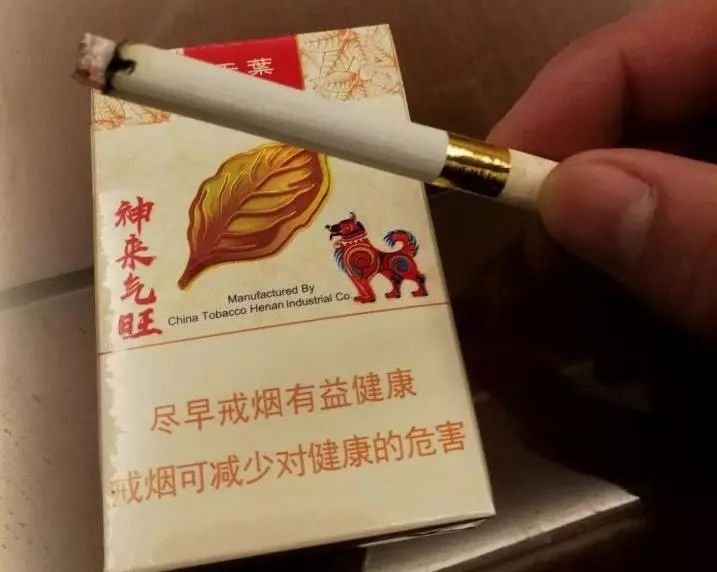 葉
神来气旺
Manufactured By
China Tobacco Henan Industrial Co
尽早戒烟有益健康
戒烟可减少对健康的危害